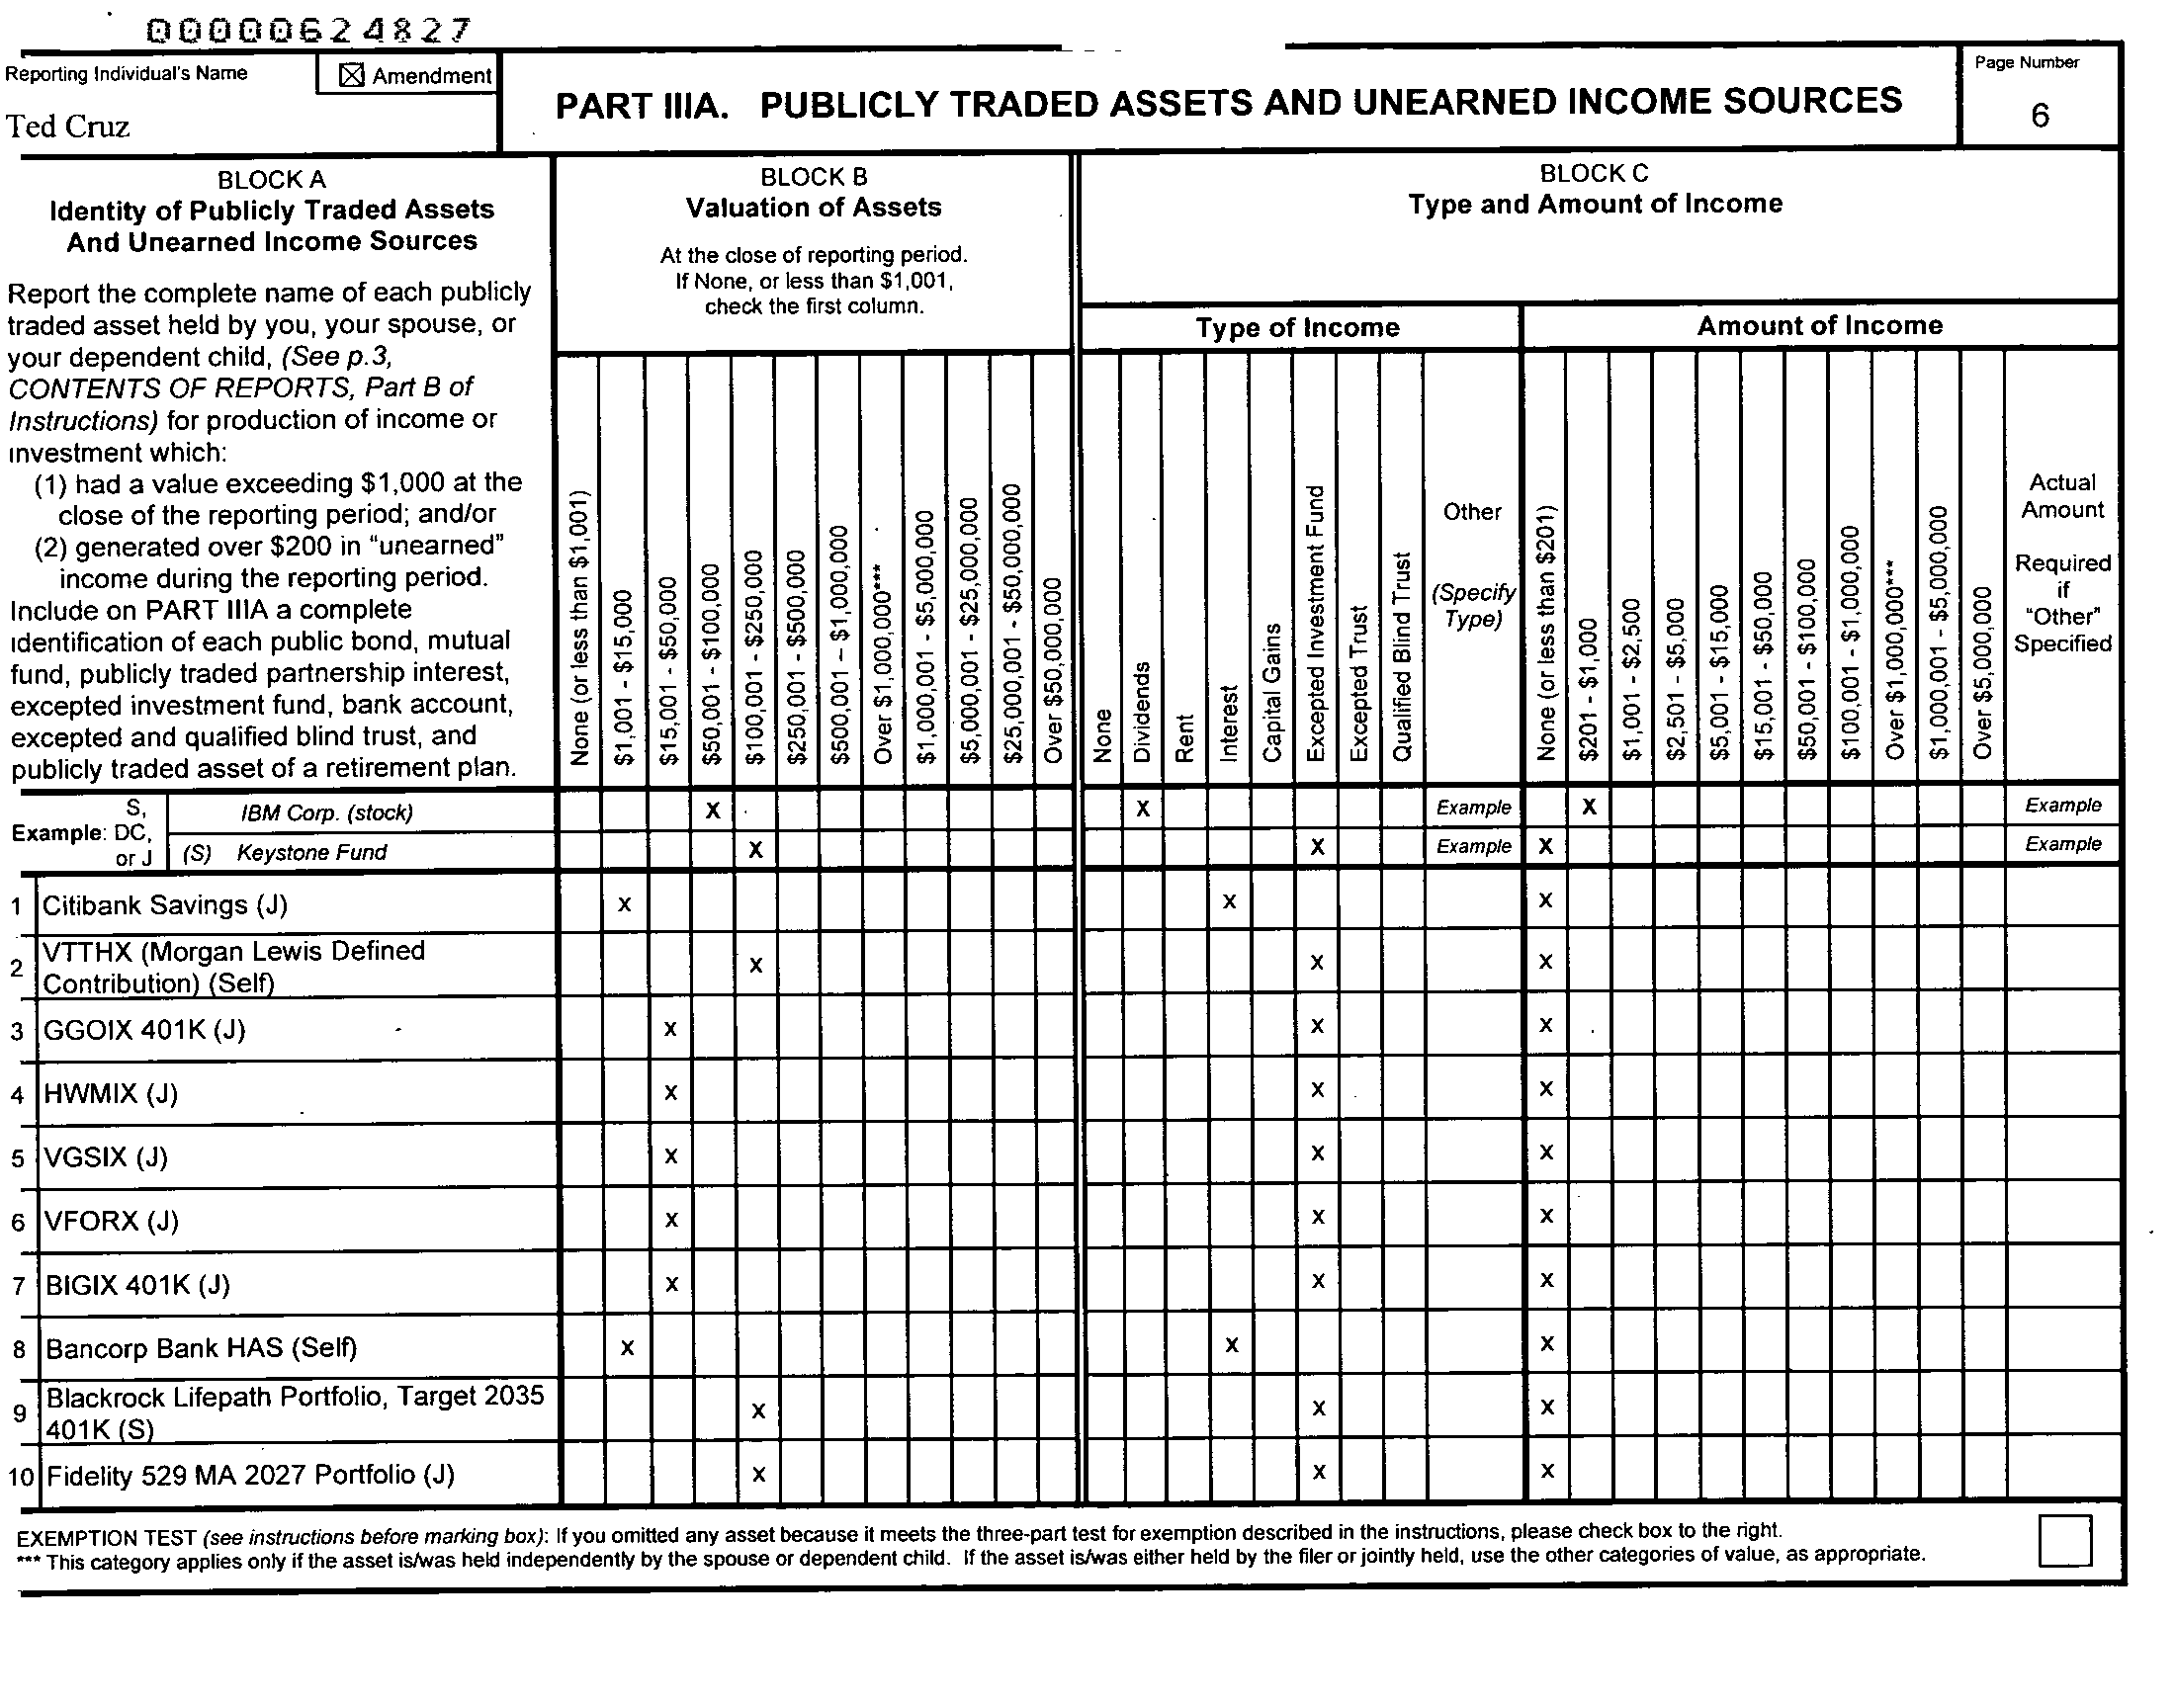 00000624827
Reporting Individual's Name
☒ Amendment
Ted Cruz
PART IIIA. PUBLICLY TRADED ASSETS AND UNEARNED INCOME SOURCES
Page Number
6
BLOCK A
Identity of Publicly Traded Assets
And Unearned Income Sources
Report the complete name of each publicly
traded asset held by you, your spouse, or
your dependent child, (See p.3,
CONTENTS OF REPORTS, Part B of
Instructions) for production of income or
investment which:
(1) had a value exceeding $1,000 at the
close of the reporting period; and/or
(2) generated over $200 in "unearned"
income during the reporting period.
Include on PART IIIA a complete
identification of each public bond, mutual
fund, publicly traded partnership interest,
excepted investment fund, bank account,
excepted and qualified blind trust, and
publicly traded asset of a retirement plan.
BLOCK B
Valuation of Assets
At the close of reporting period.
If None, or less than $1,001,
check the first column.
None (or less than $1,001)
$1,001 - $15,000
$15,001 - $50,000
$50,001 - $100,000
$100,001 - $250,000
$250,001 - $500,000
$500,001 – $1,000,000
Over $1,000,000***
$1,000,001 - $5,000,000
$5,000,001 - $25,000,000
$25,000,001 - $50,000,000
Over $50,000,000
BLOCK C
Type and Amount of Income
Type of Income
None
Dividends
Rent
Interest
Capital Gains
Excepted Investment Fund
Excepted Trust
Qualified Blind Trust
Other
(Specify
Type)
Amount of Income
None (or less than $201)
$201 - $1,000
$1,001 - $2,500
$2,501 - $5,000
$5,001 - $15,000
$15,001 - $50,000
$50,001 - $100,000
$100,001 - $1,000,000
Over $1,000,000***
$1,000,001 - $5,000,000
Over $5,000,000
Actual
Amount
Required
if
"Other"
Specified
Example: S, DC, or J
IBM Corp. (stock) X X Example X Example
(S) Keystone Fund X X Example X Example
1 Citibank Savings (J) X X X
2 VTTHX (Morgan Lewis Defined
Contribution) (Self) X X X
3 GGOIX 401K (J) X X X
4 HWMIX (J) X X X
5 VGSIX (J) X X X
6 VFORX (J) X X X
7 BIGIX 401K (J) X X X
8 Bancorp Bank HAS (Self) X X X
9 Blackrock Lifepath Portfolio, Target 2035
401K (S) X X X
10 Fidelity 529 MA 2027 Portfolio (J) X X X
EXEMPTION TEST (see instructions before marking box): If you omitted any asset because it meets the three-part test for exemption described in the instructions, please check box to the right.
*** This category applies only if the asset is/was held independently by the spouse or dependent child. If the asset is/was either held by the filer or jointly held, use the other categories of value, as appropriate.